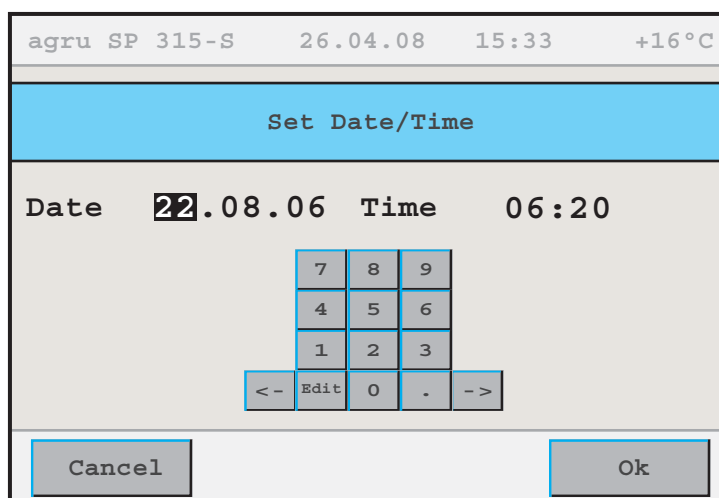 agru SP 315-S 26.04.08 15:33 +16°C
Set Date/Time
Date 22.08.06 Time 06:20
7 8 9
4 5 6
1 2 3
<- Edit 0 . ->
Cancel Ok